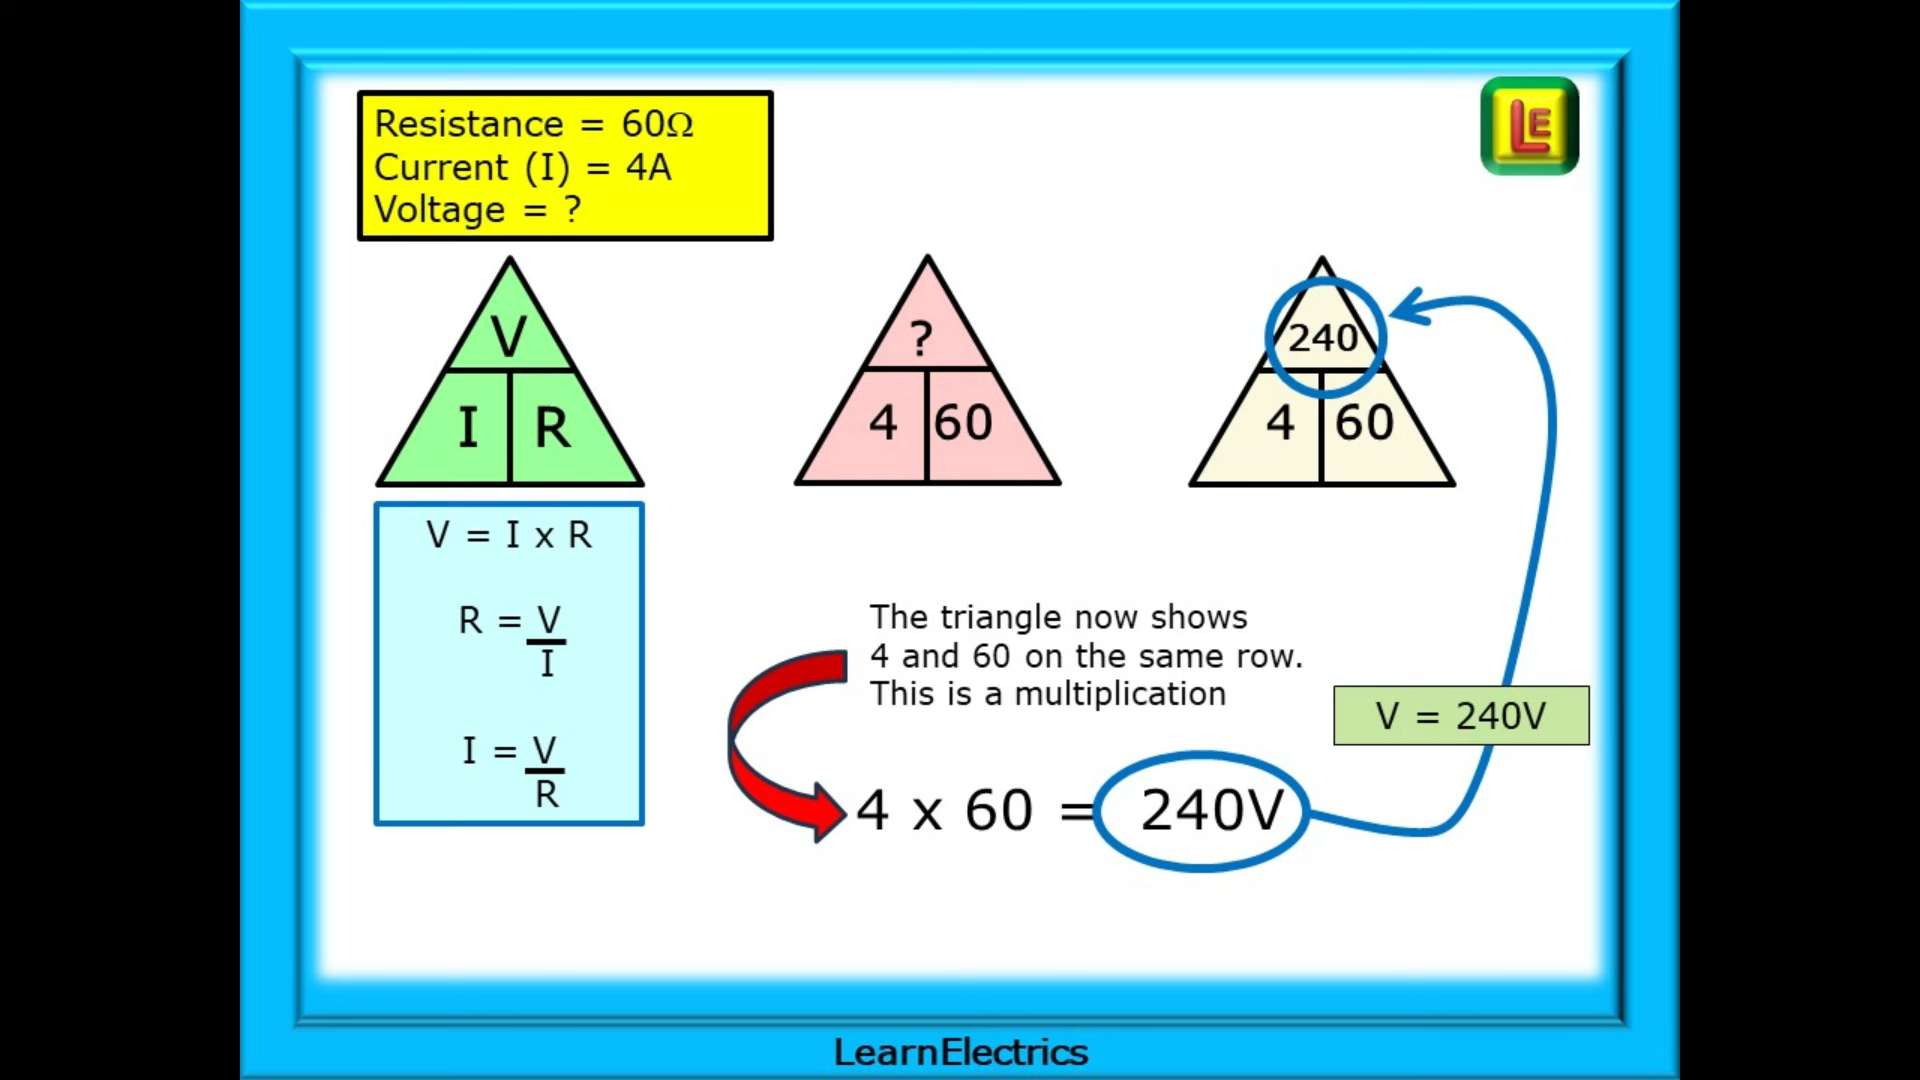 Resistance = 60Ω
Current (I) = 4A
Voltage = ?
LE
V
I R
?
4 60
240
4 60
V = I x R
R = V
I
I = V
R
The triangle now shows
4 and 60 on the same row.
This is a multiplication
V = 240V
4 x 60 = 240V
LearnElectrics